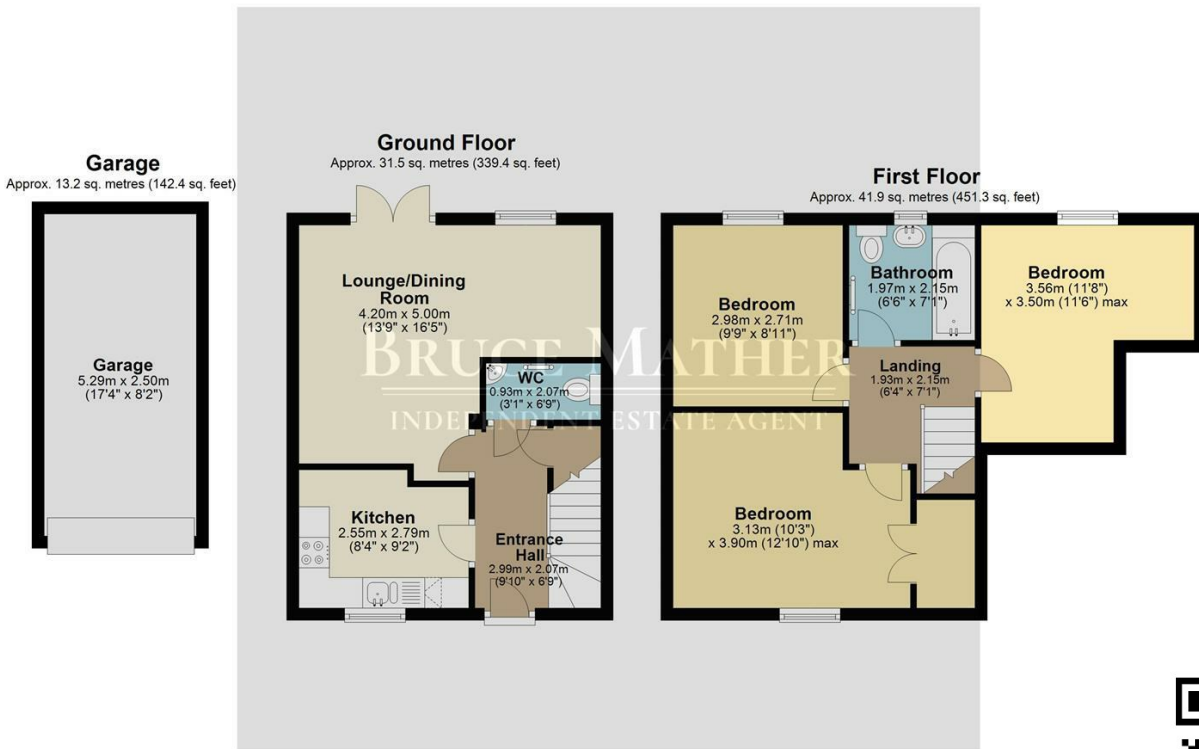 Garage
Approx. 13.2 sq. metres (142.4 sq. feet)
Garage
5.29m x 2.50m
(17'4" x 8'2")
Ground Floor
Approx. 31.5 sq. metres (339.4 sq. feet)
Lounge/Dining
Room
4.20m x 5.00m
(13'9" x 16'5")
WC
0.93m x 2.07m
(3'1" x 6'9")
Kitchen
2.55m x 2.79m
(8'4" x 9'2")
Entrance
Hall
2.99m x 2.07m
(9'10" x 6'9")
First Floor
Approx. 41.9 sq. metres (451.3 sq. feet)
Bedroom
2.98m x 2.71m
(9'9" x 8'11")
Bathroom
1.97m x 2.15m
(6'6" x 7'1")
Bedroom
3.56m (11'8")
x 3.50m (11'6") max
Landing
1.93m x 2.15m
(6'4" x 7'1")
Bedroom
3.13m (10'3")
x 3.90m (12'10") max
BRUCE MATHER
INDEPENDENT ESTATE AGENT